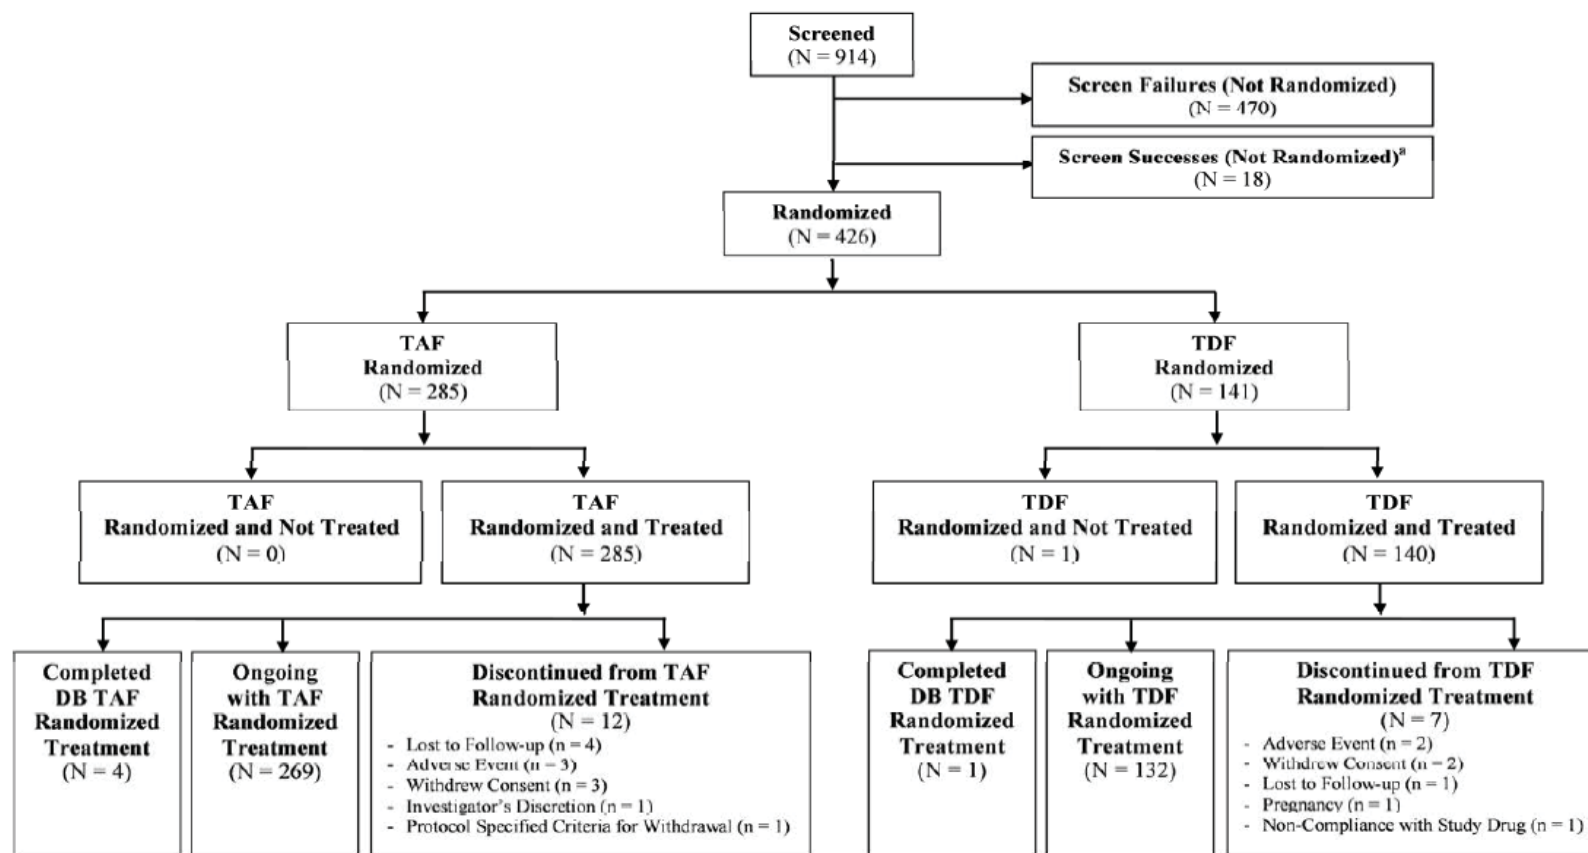 Screened
(N = 914)
Screen Failures (Not Randomized)
(N = 470)
Screen Successes (Not Randomized)ª
(N = 18)
Randomized
(N = 426)
TAF
Randomized
(N = 285)
TDF
Randomized
(N = 141)
TAF
Randomized and Not Treated
(N = 0)
TAF
Randomized and Treated
(N = 285)
TDF
Randomized and Not Treated
(N = 1)
TDF
Randomized and Treated
(N = 140)
Completed
DB TAF
Randomized
Treatment
(N = 4)
Ongoing
with TAF
Randomized
Treatment
(N = 269)
Discontinued from TAF
Randomized Treatment
(N = 12)
- Lost to Follow-up (n = 4)
- Adverse Event (n = 3)
- Withdrew Consent (n = 3)
- Investigator's Discretion (n = 1)
- Protocol Specified Criteria for Withdrawal (n = 1)
Completed
DB TDF
Randomized
Treatment
(N = 1)
Ongoing
with TDF
Randomized
Treatment
(N = 132)
Discontinued from TDF
Randomized Treatment
(N = 7)
- Adverse Event (n = 2)
- Withdrew Consent (n = 2)
- Lost to Follow-up (n = 1)
- Pregnancy (n = 1)
- Non-Compliance with Study Drug (n = 1)